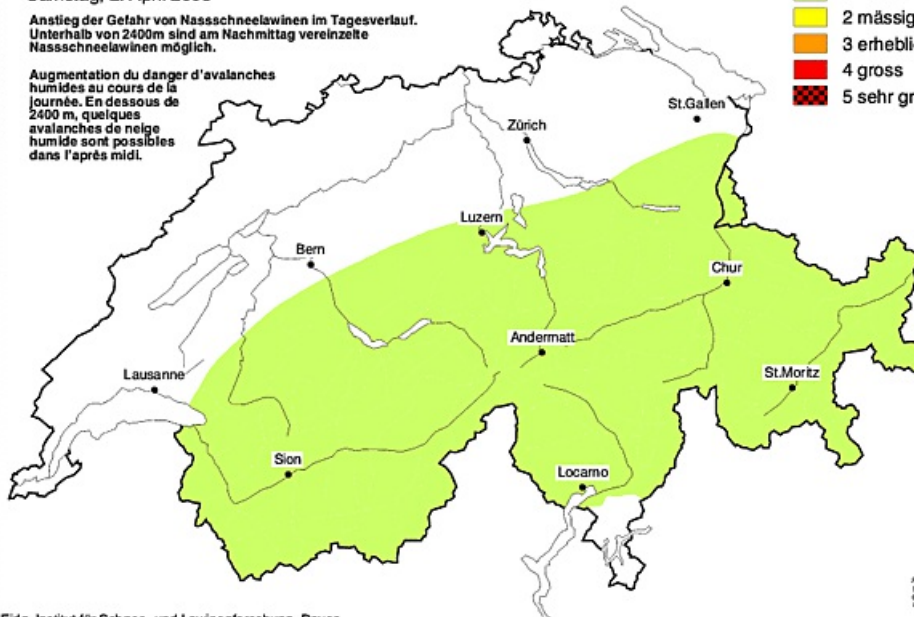 Anstieg der Gefahr von Nassschneelawinen im Tagesverlauf.
Unterhalb von 2400m sind am Nachmittag vereinzelte
Nassschneelawinen möglich.
Augmentation du danger d'avalanches
humides au cours de la
journée. En dessous de
2400 m, quelques
avalanches de neige
humide sont possibles
dans l'après midi.
2 mässig
3 erhebli
4 gross
5 sehr gr
St.Gallen
Zürich
Luzern
Bern
Chur
Andermatt
Lausanne
St.Moritz
Sion
Locarno